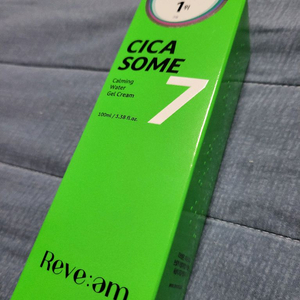 1위
CICA
SOME
7
Calming
Water
Gel Cream
100ml / 3.38 fl.oz.
Reve:am